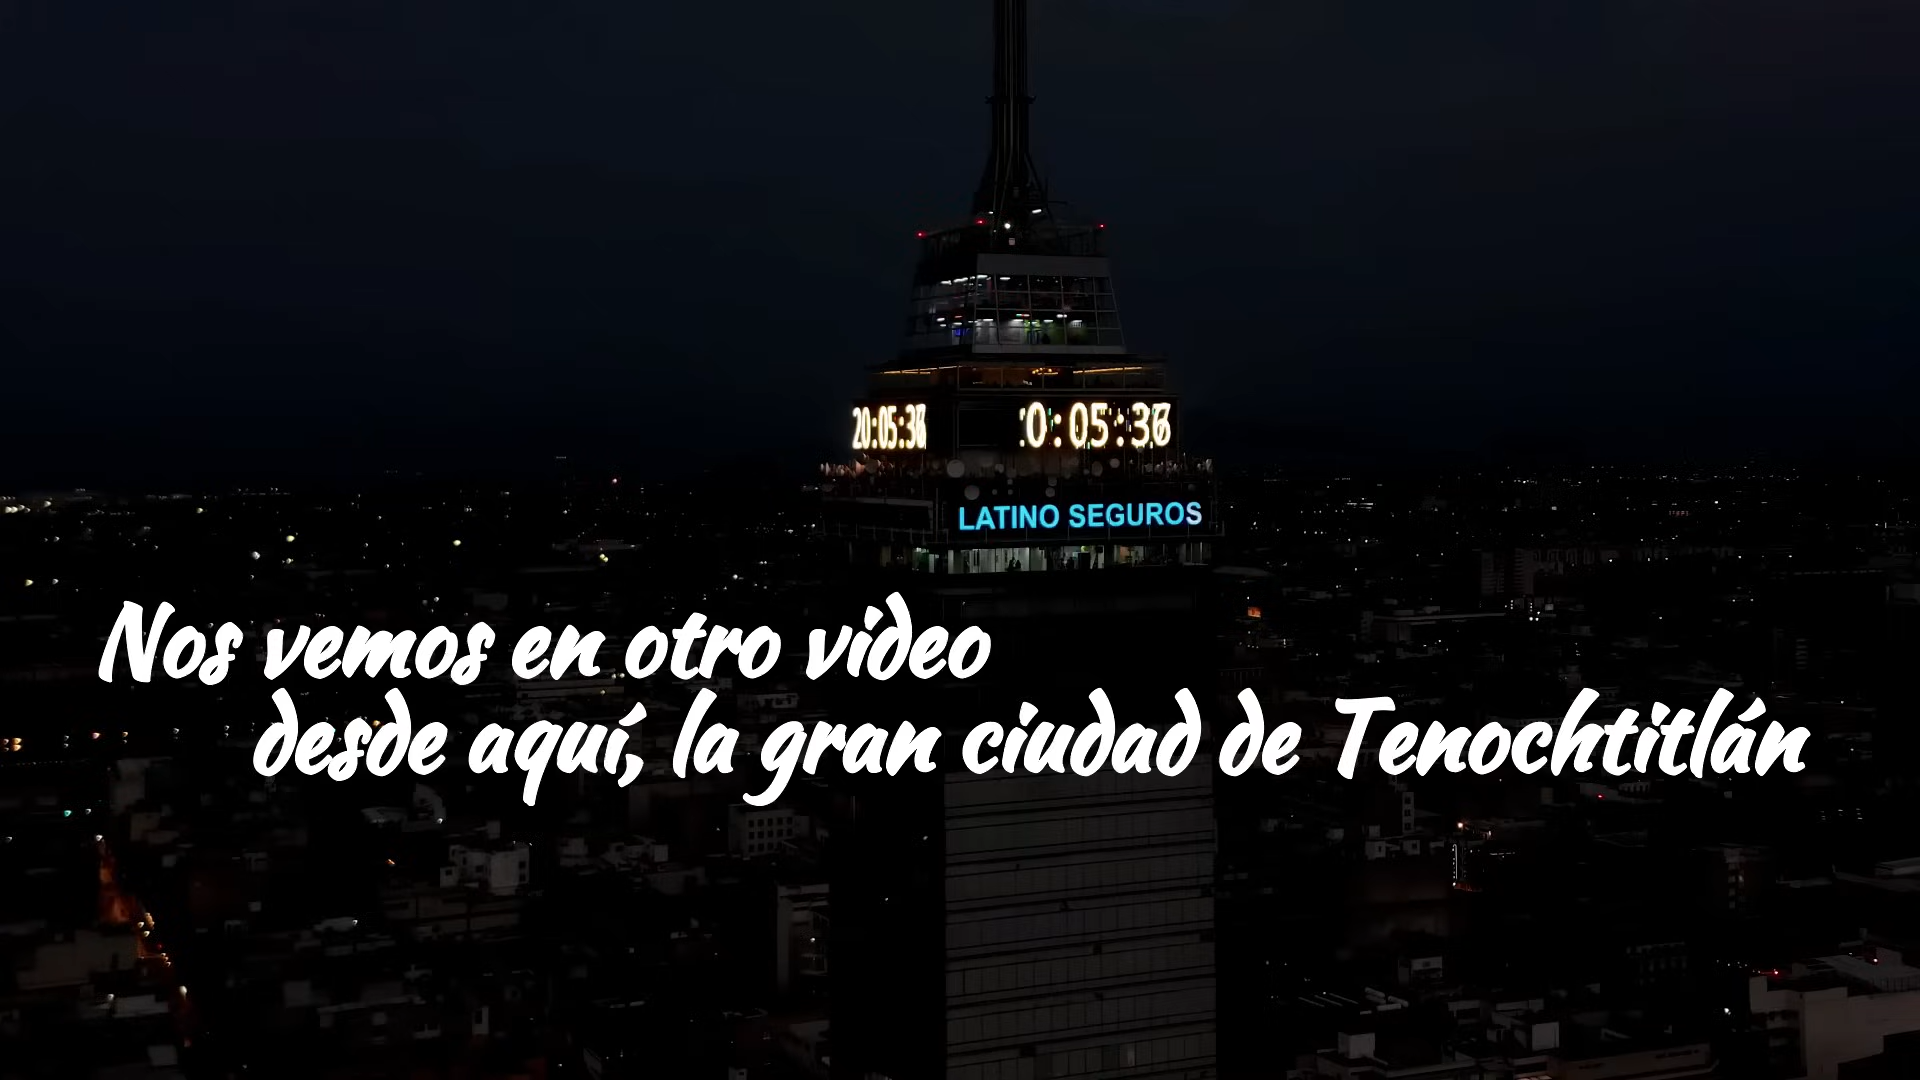 20:05:36
0:05:36
LATINO SEGUROS
Nos vemos en otro video
desde aquí, la gran ciudad de Tenochtitlán